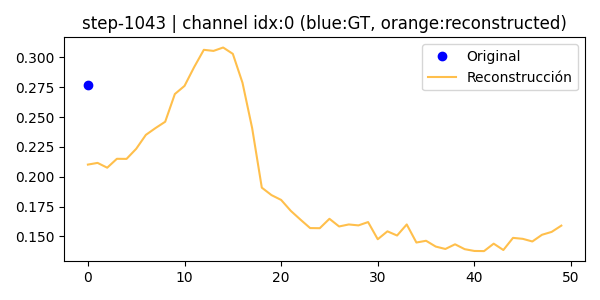 step-1043 | channel idx:0 (blue:GT, orange:reconstructed)
Original
Reconstrucción
0.300
0.275
0.250
0.225
0.200
0.175
0.150
0 10 20 30 40 50